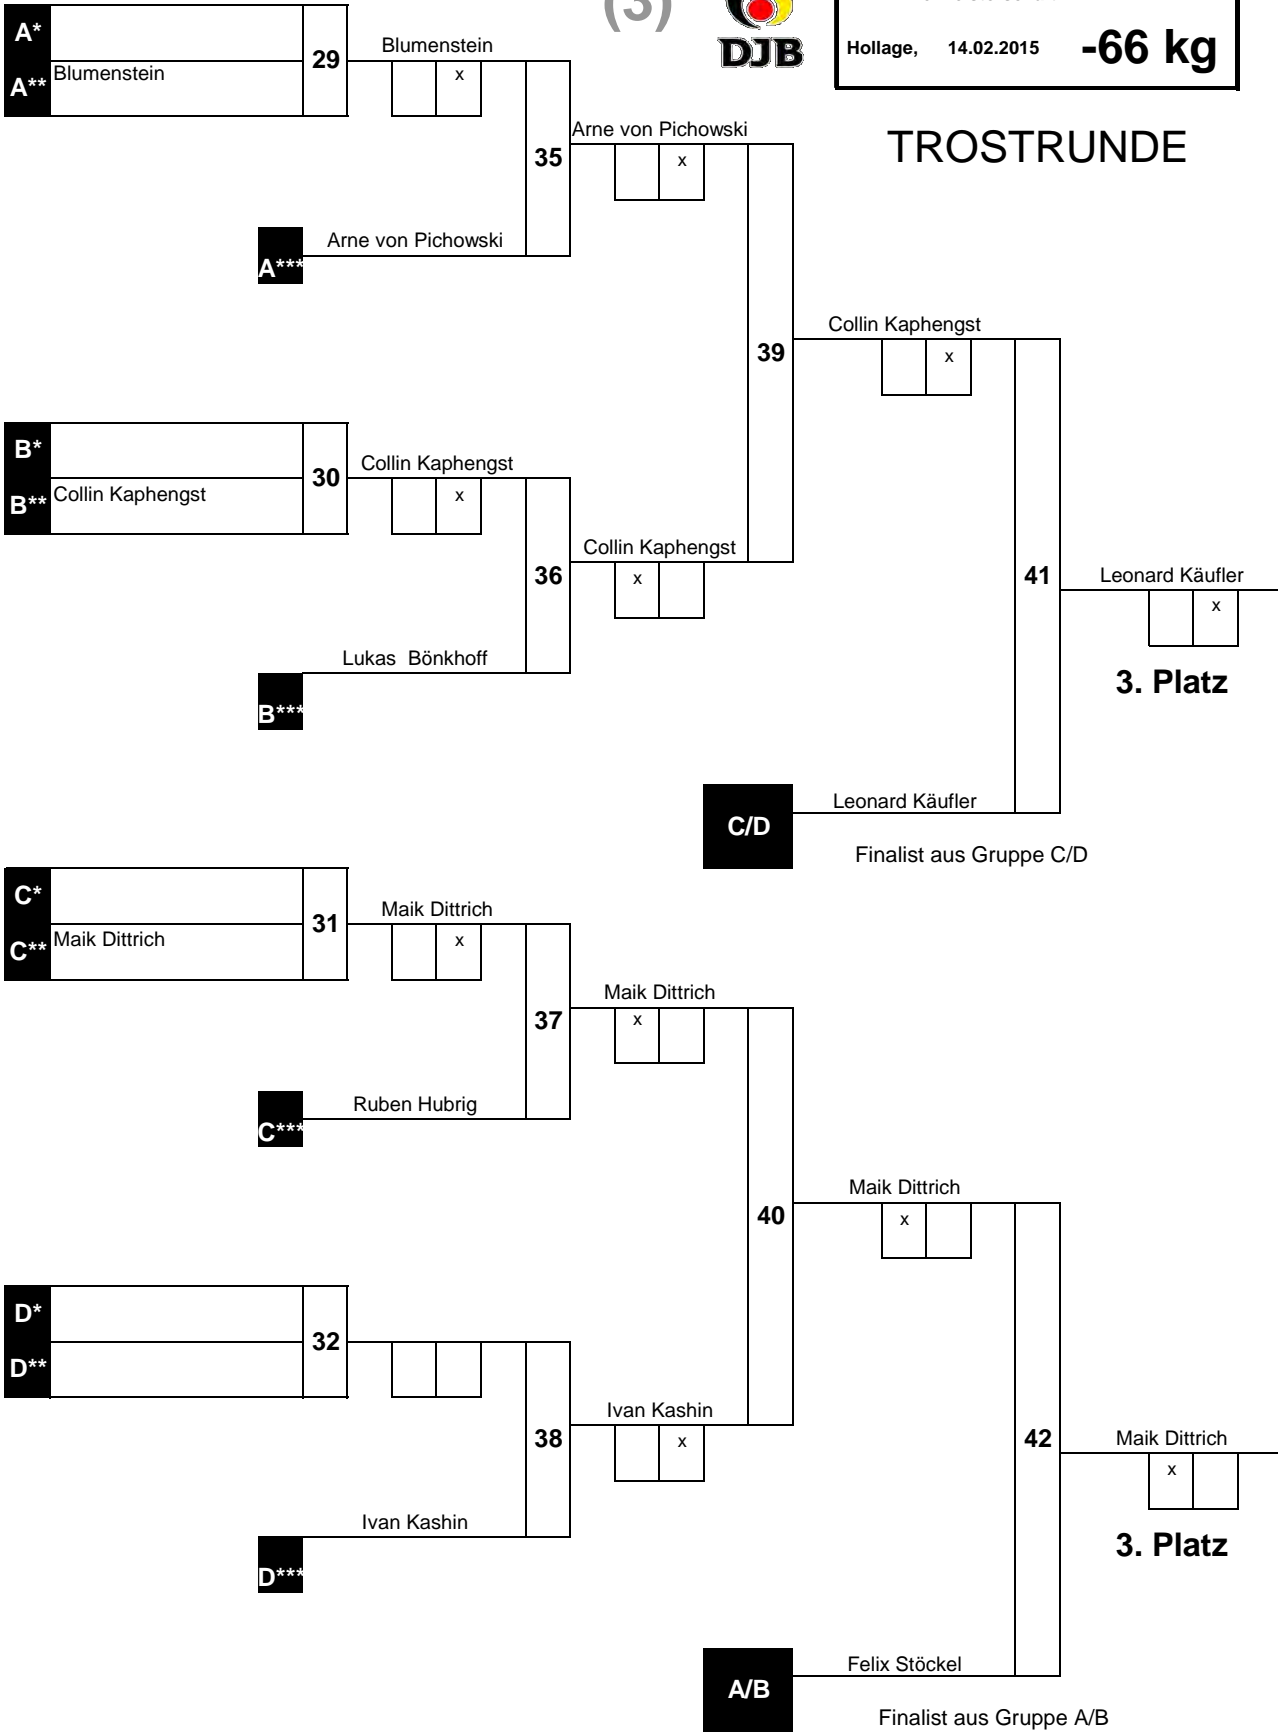 (3)
DJB
Hollage, 14.02.2015 -66 kg
TROSTRUNDE
A*
A** Blumenstein
29
Blumenstein
x
35
Arne von Pichowski
x
Arne von Pichowski
A***
39
Collin Kaphengst
x
B*
B** Collin Kaphengst
30
Collin Kaphengst
x
36
Collin Kaphengst
x
Lukas Bönkhoff
B***
41
Leonard Käufler
x
3. Platz
C/D
Leonard Käufler
Finalist aus Gruppe C/D
C*
C** Maik Dittrich
31
Maik Dittrich
x
37
Maik Dittrich
x
Ruben Hubrig
C***
40
Maik Dittrich
x
D*
D**
32
38
Ivan Kashin
x
Ivan Kashin
D***
42
Maik Dittrich
x
3. Platz
A/B
Felix Stöckel
Finalist aus Gruppe A/B